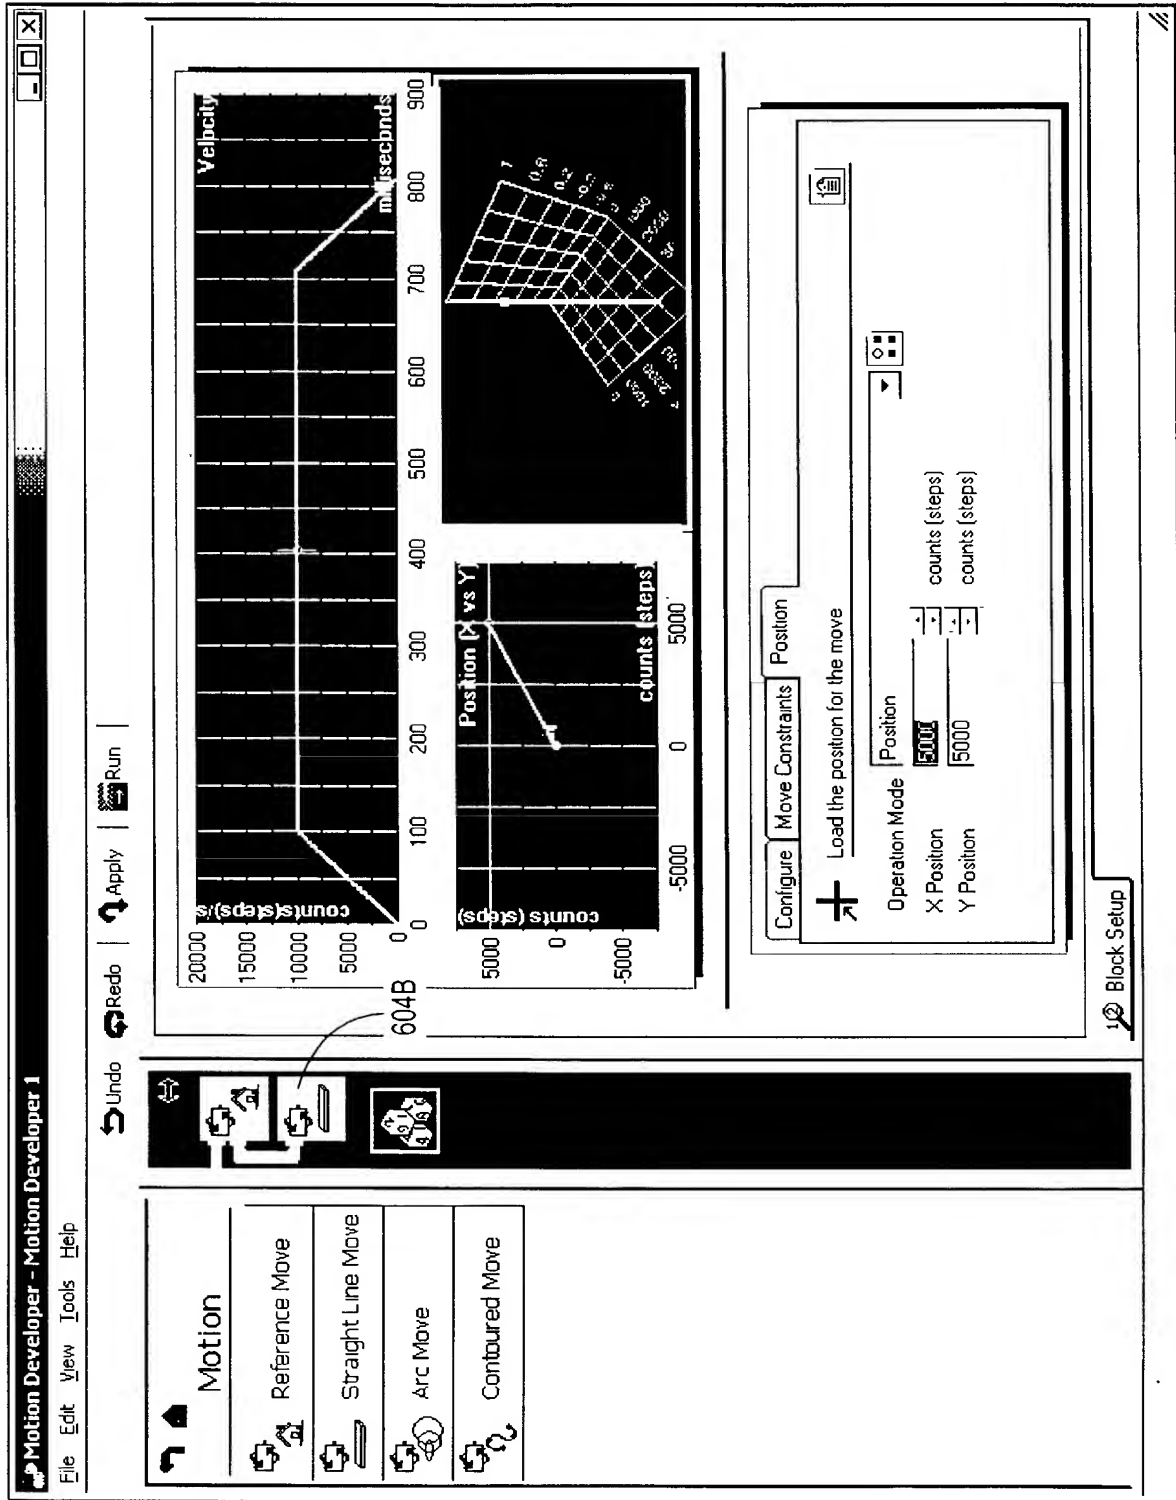 Motion Developer - Motion Developer 1
File Edit View Tools Help
Undo Redo Apply Run
Motion
Reference Move
Straight Line Move
Arc Move
Contoured Move
604B
Velocity
counts(steps)/s
20000
15000
10000
5000
0
milliseconds
0 100 200 300 400 500 600 700 800 900
Position (X vs Y)
counts (steps)
5000
0
-5000
counts (steps)
-5000 0 5000
Configure Move Constraints Position
Load the position for the move
Operation Mode Position
X Position 5000 counts (steps)
Y Position 5000 counts (steps)
Block Setup